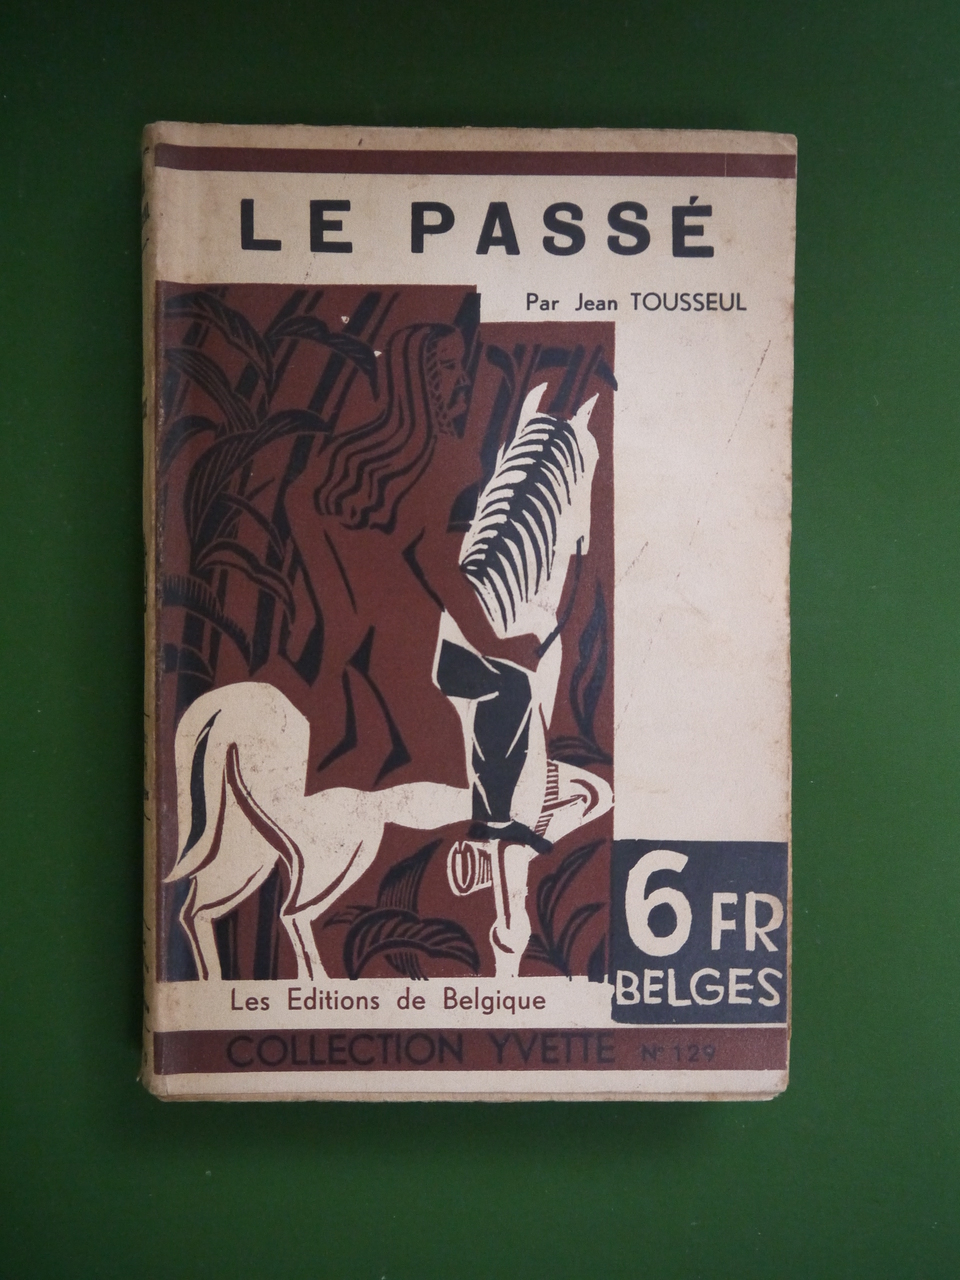 LE PASSÉ
Par Jean TOUSSEUL
6 FR
BELGES
Les Editions de Belgique
COLLECTION YVETTE N° 129